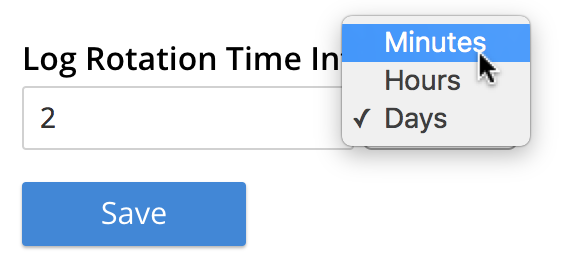 Log Rotation Time In
Minutes
Hours
2
✓ Days
Save